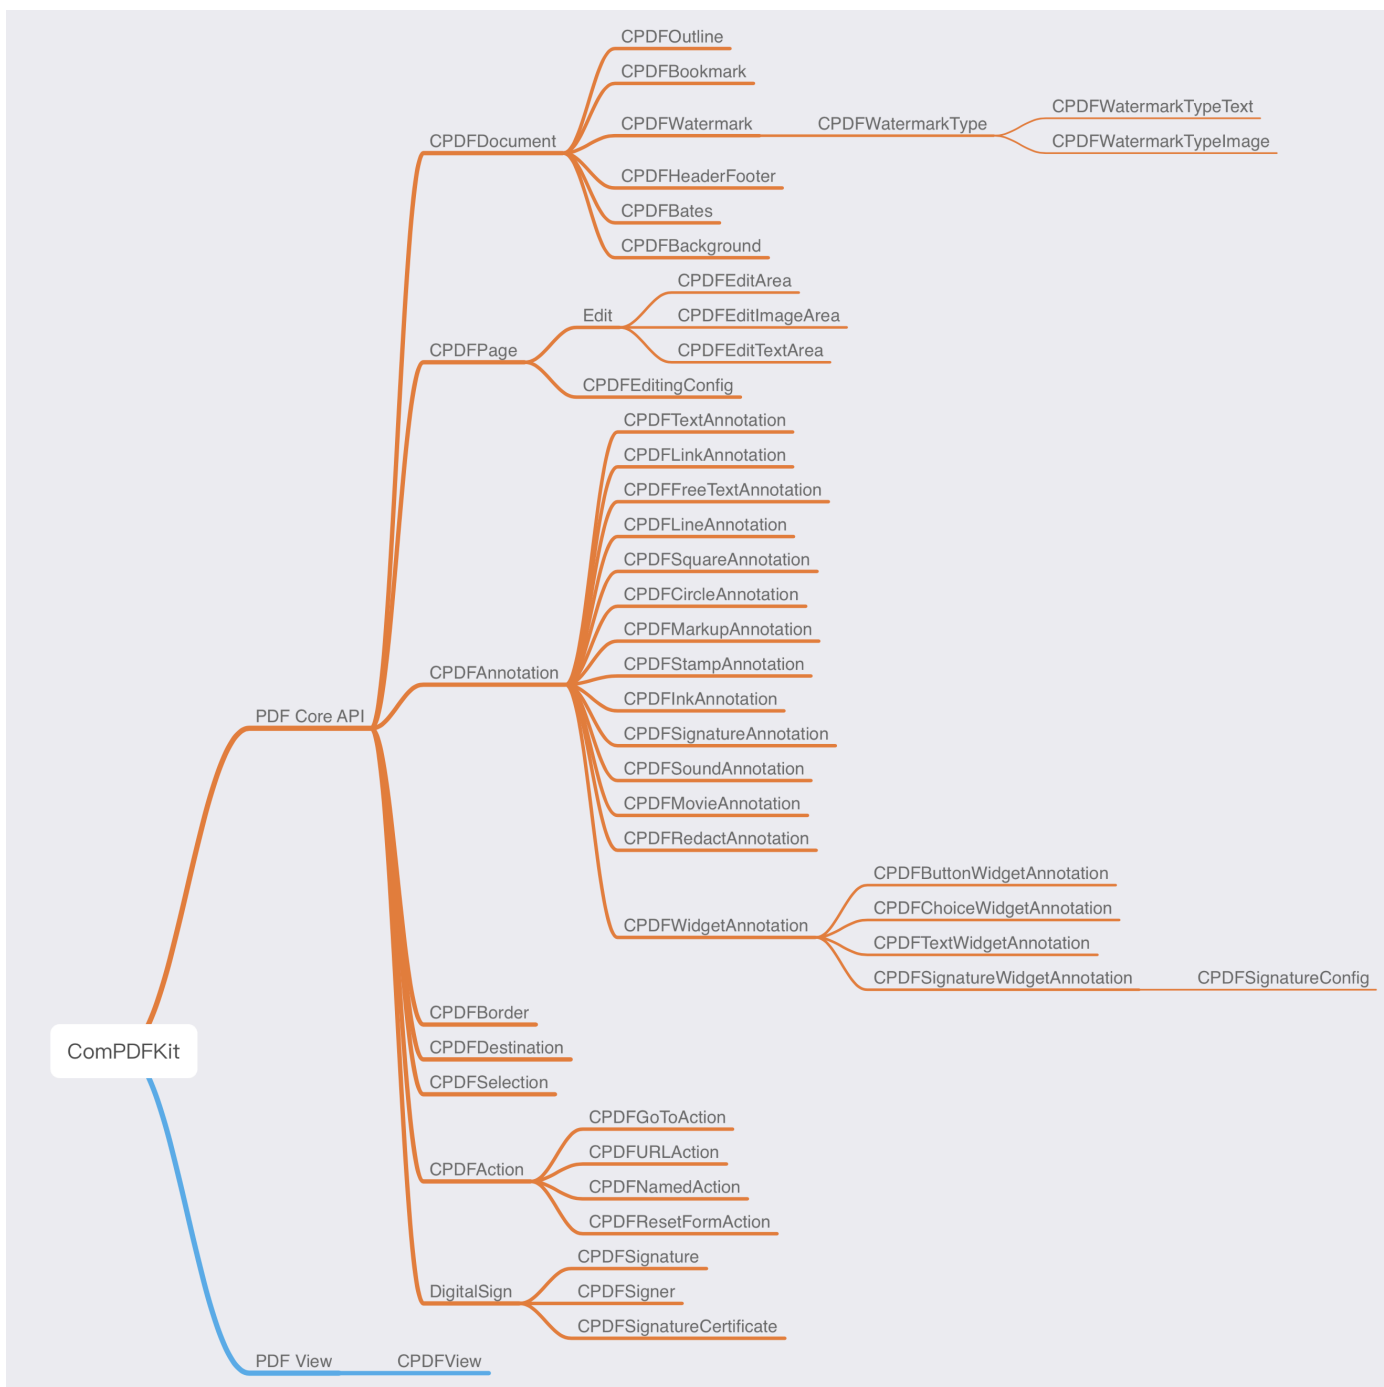 CPDFOutline
CPDFBookmark
CPDFWatermarkTypeText
CPDFWatermark CPDFWatermarkType
CPDFDocument CPDFWatermarkTypeImage
CPDFHeaderFooter
CPDFBates
CPDFBackground
CPDFEditArea
Edit CPDFEditImageArea
CPDFPage CPDFEditTextArea
CPDFEditingConfig
CPDFTextAnnotation
CPDFLinkAnnotation
CPDFFreeTextAnnotation
CPDFLineAnnotation
CPDFSquareAnnotation
CPDFCircleAnnotation
CPDFMarkupAnnotation
CPDFStampAnnotation
CPDFAnnotation
CPDFInkAnnotation
PDF Core API
CPDFSignatureAnnotation
CPDFSoundAnnotation
CPDFMovieAnnotation
CPDFRedactAnnotation
CPDFButtonWidgetAnnotation
CPDFChoiceWidgetAnnotation
CPDFWidgetAnnotation
CPDFTextWidgetAnnotation
CPDFSignatureWidgetAnnotation CPDFSignatureConfig
CPDFBorder
ComPDFKit CPDFDestination
CPDFSelection
CPDFGoToAction
CPDFURLAction
CPDFAction
CPDFNamedAction
CPDFResetFormAction
CPDFSignature
DigitalSign CPDFSigner
CPDFSignatureCertificate
PDF View CPDFView